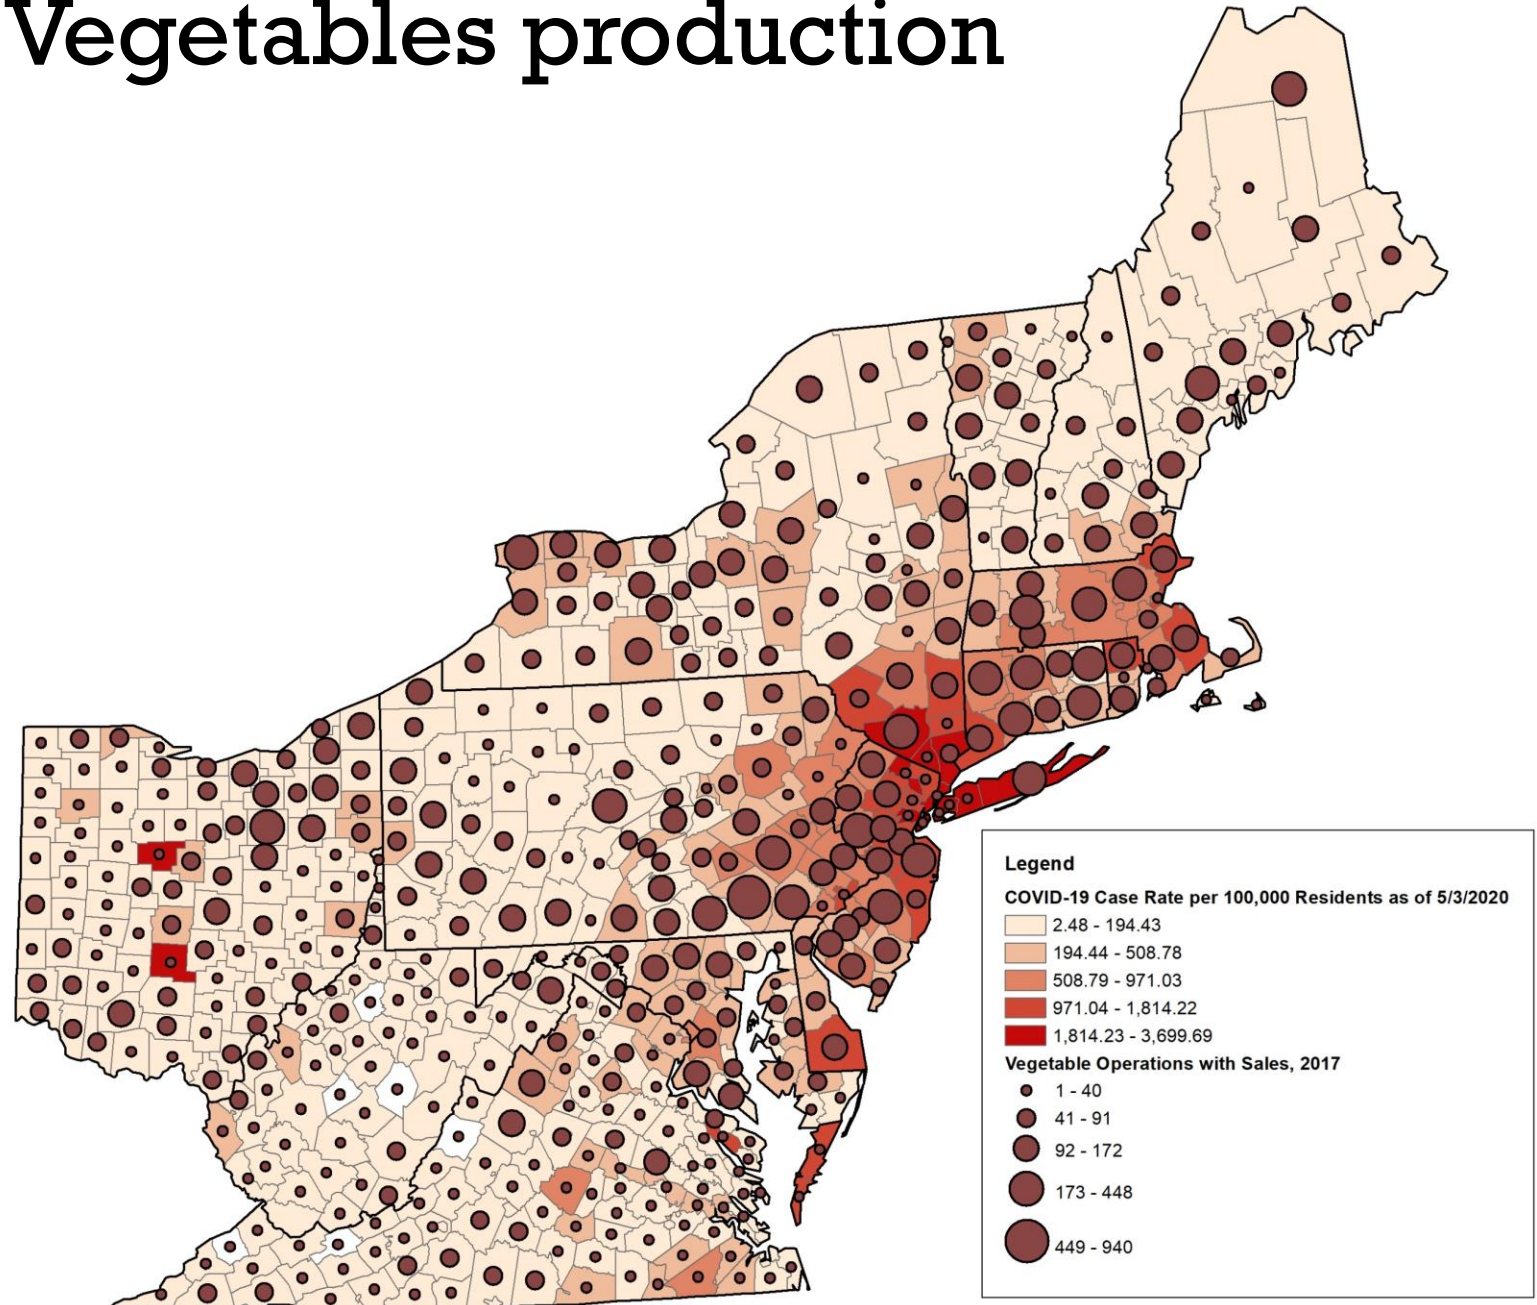 Vegetables production
Legend
COVID-19 Case Rate per 100,000 Residents as of 5/3/2020
2.48 - 194.43
194.44 - 508.78
508.79 - 971.03
971.04 - 1,814.22
1,814.23 - 3,699.69
Vegetable Operations with Sales, 2017
1 - 40
41 - 91
92 - 172
173 - 448
449 - 940